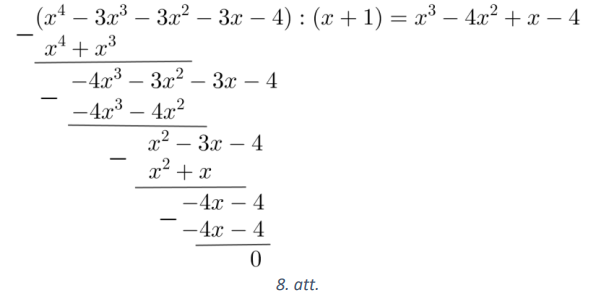 (x⁴ − 3x³ − 3x² − 3x − 4) : (x + 1) = x³ − 4x² + x − 4
− x⁴ + x³
−4x³ − 3x² − 3x − 4
− −4x³ − 4x²
x² − 3x − 4
− x² + x
−4x − 4
− −4x − 4
0
8. att.